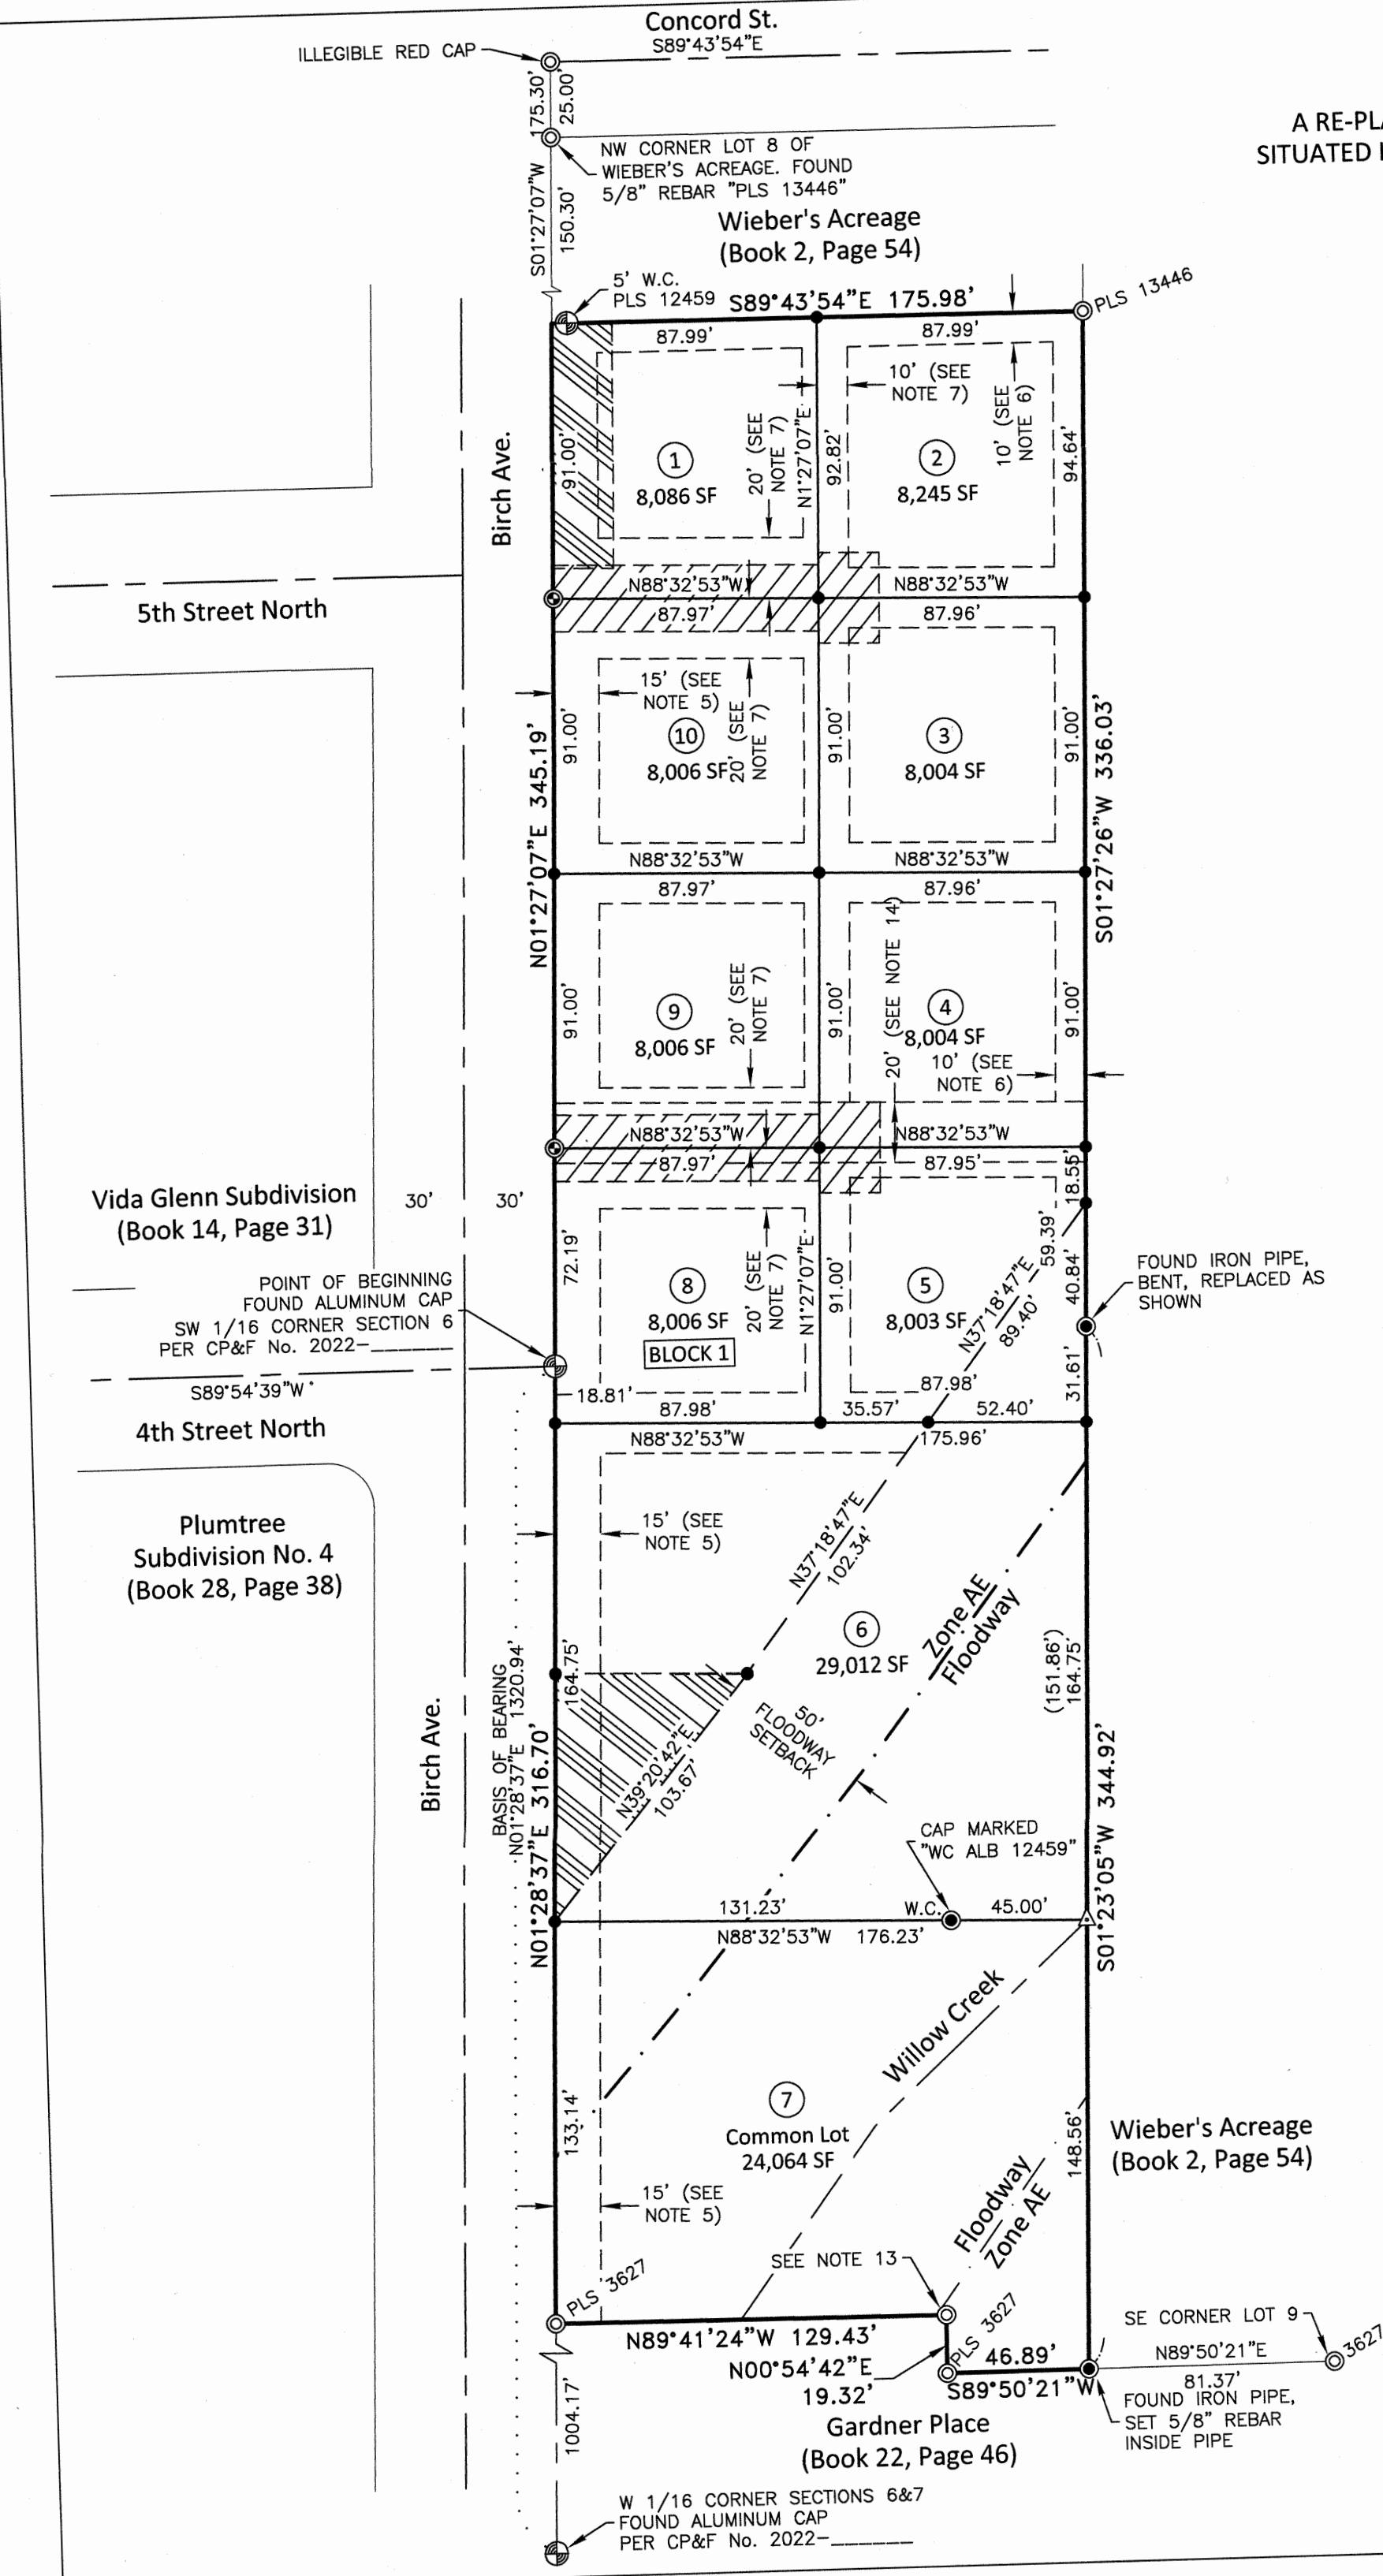 Concord St.
S89°43'54"E
ILLEGIBLE RED CAP
175.30'
25.00'
A RE-PL
SITUATED
NW CORNER LOT 8 OF
WIEBER'S ACREAGE. FOUND
5/8" REBAR "PLS 13446"
S01°27'07"W
150.30'
Wieber's Acreage
(Book 2, Page 54)
5' W.C.
PLS 12459
S89°43'54"E 175.98'
PLS 13446
87.99'
87.99'
10' (SEE
NOTE 7)
10' (SEE
NOTE 6)
20' (SEE
NOTE 7)
N1°27'07"E
92.82'
94.64'
91.00'
1
8,086 SF
2
8,245 SF
Birch Ave.
5th Street North
N88°32'53"W
N88°32'53"W
87.97'
87.96'
15' (SEE
NOTE 5)
20' (SEE
NOTE 7)
91.00'
10
8,006 SF
91.00'
3
8,004 SF
91.00'
N01°27'07"E 345.19'
S01°27'26"W 336.03'
N88°32'53"W
N88°32'53"W
87.97'
87.96'
20' (SEE NOTE 14)
91.00'
9
8,006 SF
20' (SEE
NOTE 7)
91.00'
4
8,004 SF
91.00'
10' (SEE
NOTE 6)
N88°32'53"W
N88°32'53"W
87.97'
87.95'
18.55'
Vida Glenn Subdivision
(Book 14, Page 31)
30'
30'
72.19'
8
8,006 SF
BLOCK 1
20' (SEE
NOTE 7)
N1°27'07"E
91.00'
5
8,003 SF
N37°18'47"E
59.39'
89.40'
40.84'
31.61'
FOUND IRON PIPE,
BENT, REPLACED AS
SHOWN
POINT OF BEGINNING
FOUND ALUMINUM CAP
SW 1/16 CORNER SECTION 6
PER CP&F No. 2022-______
S89°54'39"W
4th Street North
18.81'
87.98'
87.98'
35.57'
52.40'
N88°32'53"W
175.96'
Plumtree
Subdivision No. 4
(Book 28, Page 38)
15' (SEE
NOTE 5)
N37°18'47"E
102.34'
6
29,012 SF
Zone AE
Floodway
(151.86')
164.75'
164.75'
50'
FLOODWAY
SETBACK
N39°20'42"E
103.67'
Birch Ave.
BASIS OF BEARING
N01°28'37"E 1320.94'
N01°28'37"E 316.70'
S01°23'05"W 344.92'
CAP MARKED
"WC ALB 12459"
131.23'
W.C.
45.00'
N88°32'53"W 176.23'
Willow Creek
7
Common Lot
24,064 SF
133.14'
148.56'
Wieber's Acreage
(Book 2, Page 54)
15' (SEE
NOTE 5)
Floodway
Zone AE
SEE NOTE 13
PLS 3627
PLS 3627
N89°41'24"W 129.43'
N00°54'42"E
19.32'
46.89'
S89°50'21"W
SE CORNER LOT 9
N89°50'21"E
81.37'
3627
FOUND IRON PIPE,
SET 5/8" REBAR
INSIDE PIPE
Gardner Place
(Book 22, Page 46)
1004.17'
W 1/16 CORNER SECTIONS 6&7
FOUND ALUMINUM CAP
PER CP&F No. 2022-______